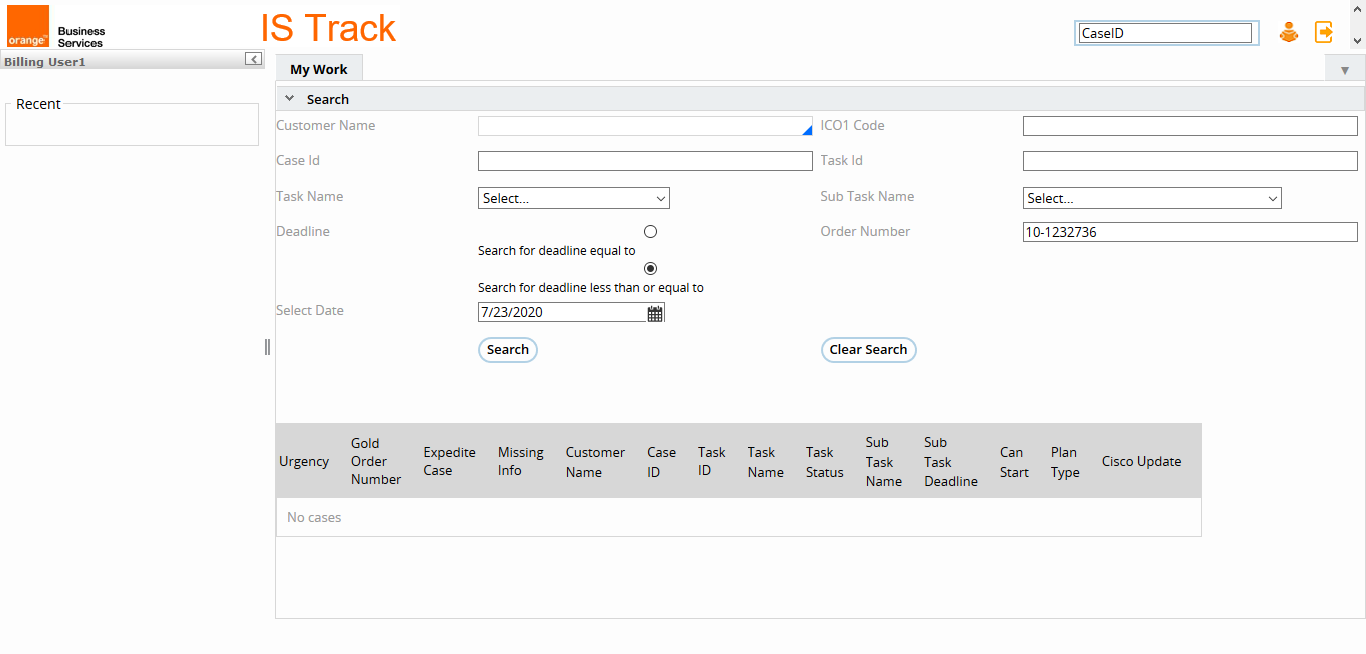 orange™
Business
Services
IS Track
CaseID
Billing User1
My Work
Recent
Search
Customer Name
ICO1 Code
Case Id
Task Id
Task Name
Select...
Sub Task Name
Select...
Deadline
Order Number
10-1232736
Search for deadline equal to
Search for deadline less than or equal to
Select Date
7/23/2020
Search
Clear Search
Urgency
Gold
Order
Number
Expedite
Case
Missing
Info
Customer
Name
Case
ID
Task
ID
Task
Name
Task
Status
Sub
Task
Name
Sub
Task
Deadline
Can
Start
Plan
Type
Cisco Update
No cases